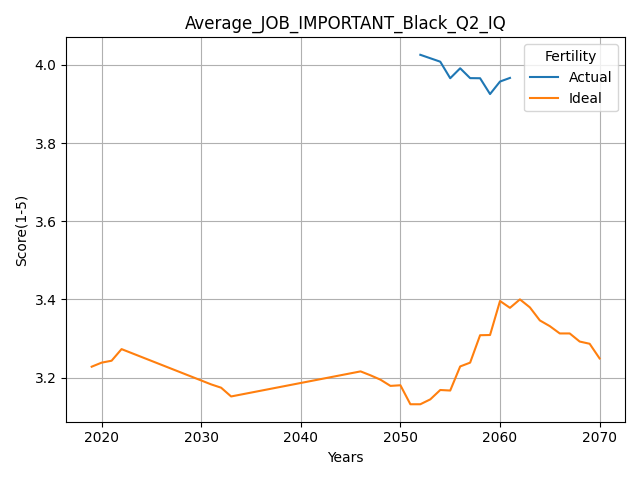 Average_JOB_IMPORTANT_Black_Q2_IQ
Fertility
Actual
Ideal
4.0
3.8
3.6
3.4
3.2
Score(1-5)
2020 2030 2040 2050 2060 2070
Years